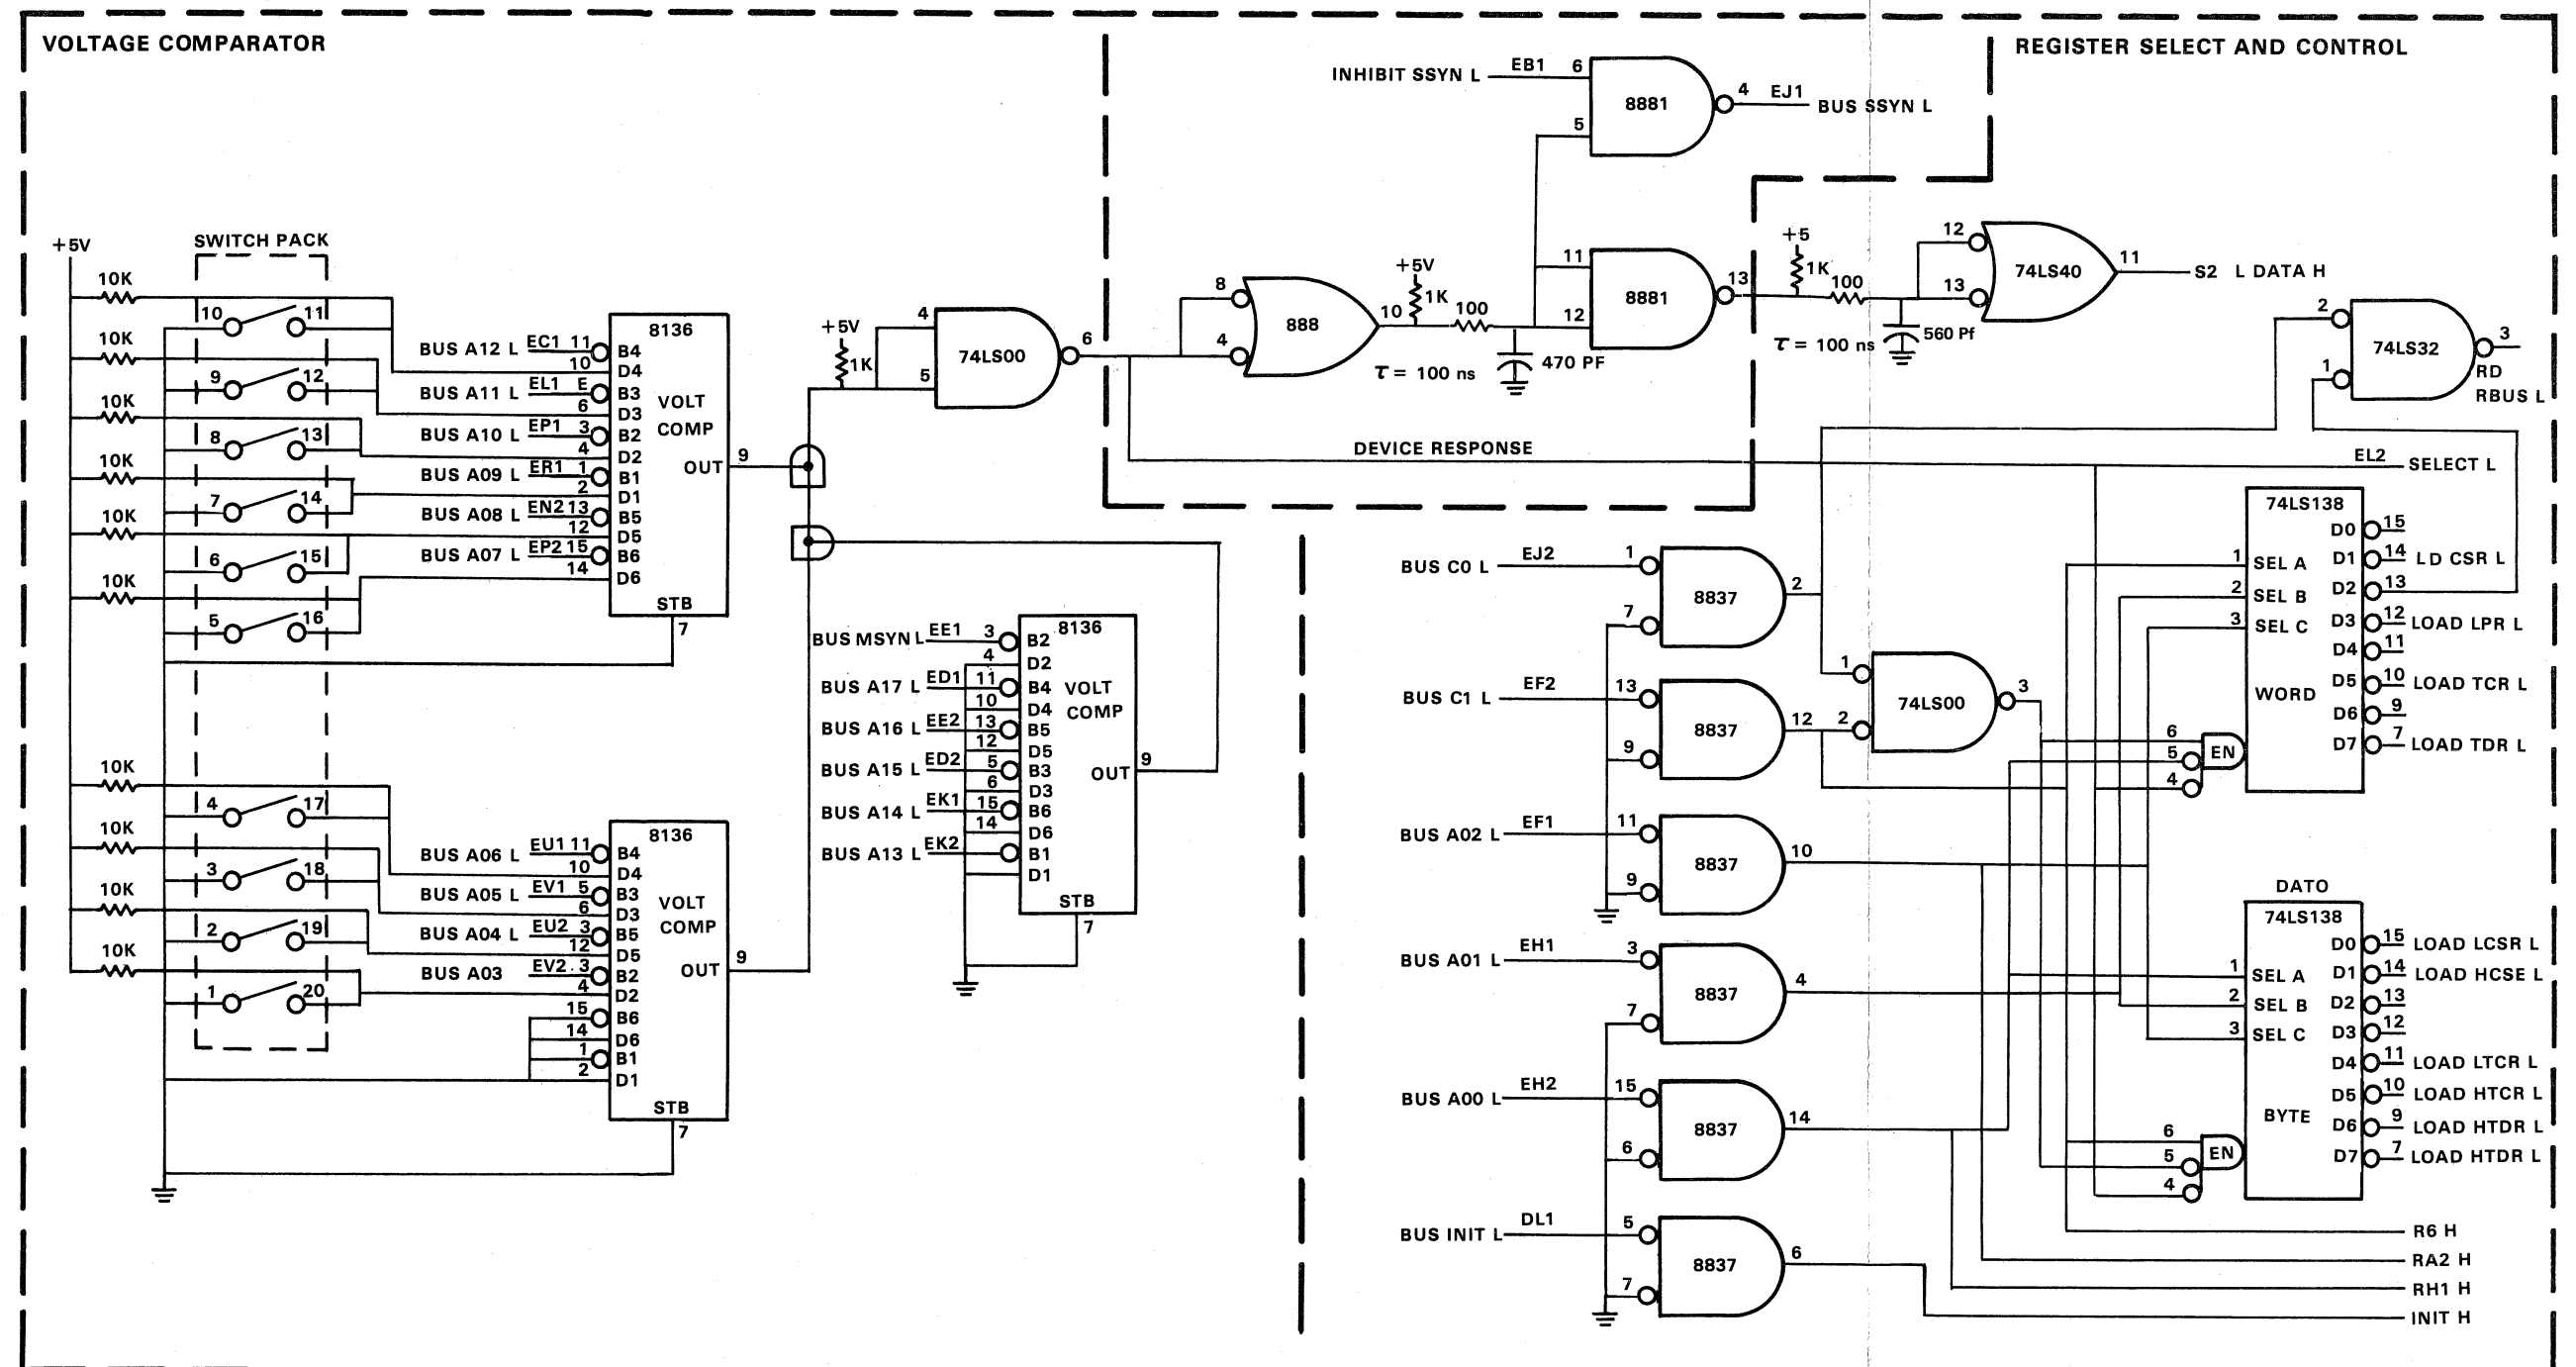 VOLTAGE COMPARATOR
REGISTER SELECT AND CONTROL
+5V
SWITCH PACK
10K
10 11
10K
9 12
10K
8 13
10K
7 14
10K
6 15
10K
5 16
10K
4 17
10K
3 18
10K
2 19
10K
1 20
BUS A12 L EC1 11 B4
10 D4
BUS A11 L EL1 E B3
6 D3
BUS A10 L EP1 3 B2
4 D2
BUS A09 L ER1 1 B1
2 D1
BUS A08 L EN2 13 B5
12 D5
BUS A07 L EP2 15 B6
14 D6
8136
VOLT
COMP
OUT 9
STB
7
BUS A06 L EU1 11 B4
10 D4
BUS A05 L EV1 5 B3
6 D3
BUS A04 L EU2 3 B5
12 D5
BUS A03 EV2 3 B2
4 D2
15 B6
14 D6
1 B1
2 D1
8136
VOLT
COMP
OUT 9
STB
7
BUS MSYN L EE1 3 B2
4 D2
BUS A17 L ED1 11 B4
10 D4
BUS A16 L EE2 13 B5
12 D5
BUS A15 L ED2 5 B3
6 D3
BUS A14 L EK1 15 B6
14 D6
BUS A13 L EK2 B1
D1
8136
VOLT
COMP
OUT 9
STB
7
+5V
1K
4
5
74LS00
6
8
4
888
10
+5V
1K
100
τ = 100 ns
470 PF
INHIBIT SSYN L EB1 6
5
8881
4 EJ1 BUS SSYN L
11
12
8881
13
+5
1K
100
τ = 100 ns
560 Pf
12
13
74LS40
11
S2 L DATA H
2
1
74LS32
3
RD
RBUS L
DEVICE RESPONSE
EL2 SELECT L
BUS C0 L EJ2 1
7
8837
2
BUS C1 L EF2 13
9
8837
12
BUS A02 L EF1 11
9
8837
10
BUS A01 L EH1 3
7
8837
4
BUS A00 L EH2 15
6
8837
14
BUS INIT L DL1 5
7
8837
6
1
2
74LS00
3
74LS138
1 SEL A
2 SEL B
3 SEL C
WORD
6
5
4
EN
D0 15
D1 14 LD CSR L
D2 13
D3 12 LOAD LPR L
D4 11
D5 10 LOAD TCR L
D6 9
D7 7 LOAD TDR L
DATO
74LS138
1 SEL A
2 SEL B
3 SEL C
BYTE
6
5
4
EN
D0 15 LOAD LCSR L
D1 14 LOAD HCSE L
D2 13
D3 12
D4 11 LOAD LTCR L
D5 10 LOAD HTCR L
D6 9 LOAD HTDR L
D7 7 LOAD HTDR L
R6 H
RA2 H
RH1 H
INIT H